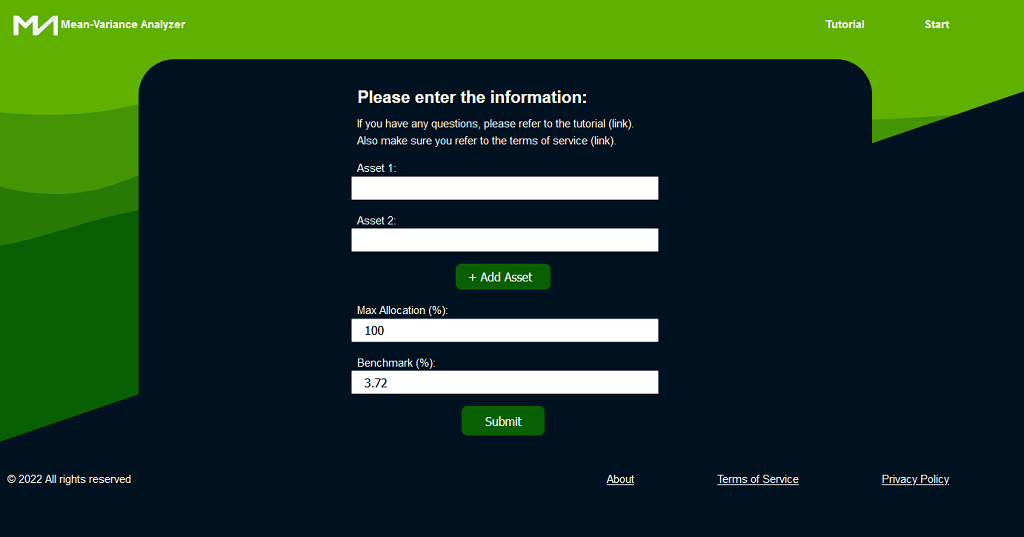 Mean-Variance Analyzer
Tutorial
Start
Please enter the information:
If you have any questions, please refer to the tutorial (link).
Also make sure you refer to the terms of service (link).
Asset 1:
Asset 2:
+ Add Asset
Max Allocation (%):
100
Benchmark (%):
3.72
Submit
© 2022 All rights reserved
About
Terms of Service
Privacy Policy